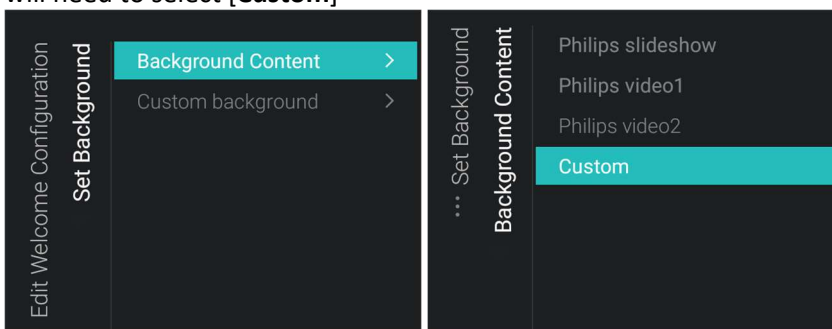 will need to select [Custom]
Edit Welcome Configuration
Set Background
Background Content
Custom background
... Set Background
Background Content
Philips slideshow
Philips video1
Philips video2
Custom